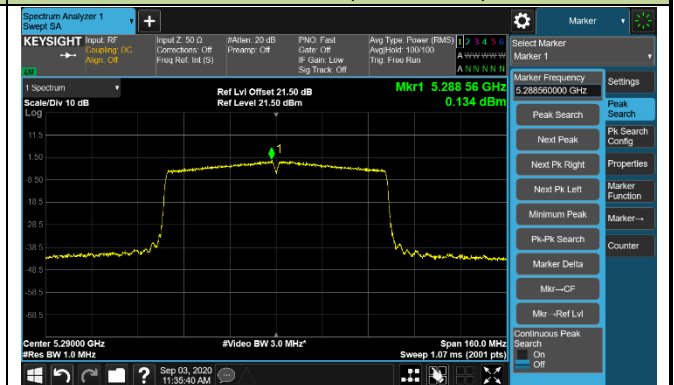 Spectrum Analyzer 1
Swept SA
Marker
KEYSIGHT
Input: RF
Coupling: DC
Align: Off
Input Z: 50 Ω
Corrections: Off
Freq Ref: Int (S)
#Atten: 20 dB
Preamp: Off
PNO: Fast
Gate: Off
IF Gain: Low
Sig Track: Off
Avg Type: Power (RMS)
Avg|Hold: 100/100
Trig: Free Run
1 2 3 4 5 6
A W W W W W
A N N N N N
Select Marker
Marker 1
1 Spectrum
Scale/Div 10 dB
Log
Ref Lvl Offset 21.50 dB
Ref Level 21.50 dBm
Mkr1 5.288 56 GHz
0.134 dBm
11.5
1.50
-8.50
-18.5
-28.5
-38.5
-48.5
-58.5
-68.5
1
Center 5.29000 GHz
#Res BW 1.0 MHz
#Video BW 3.0 MHz*
Span 160.0 MHz
Sweep 1.07 ms (2001 pts)
Marker Frequency
5.288560000 GHz
Peak Search
Next Peak
Next Pk Right
Next Pk Left
Minimum Peak
Pk-Pk Search
Marker Delta
Mkr→CF
Mkr→Ref Lvl
Continuous Peak
Search
On
Off
Settings
Peak
Search
Pk Search
Config
Properties
Marker
Function
Marker→
Counter
Sep 03, 2020
11:35:40 AM